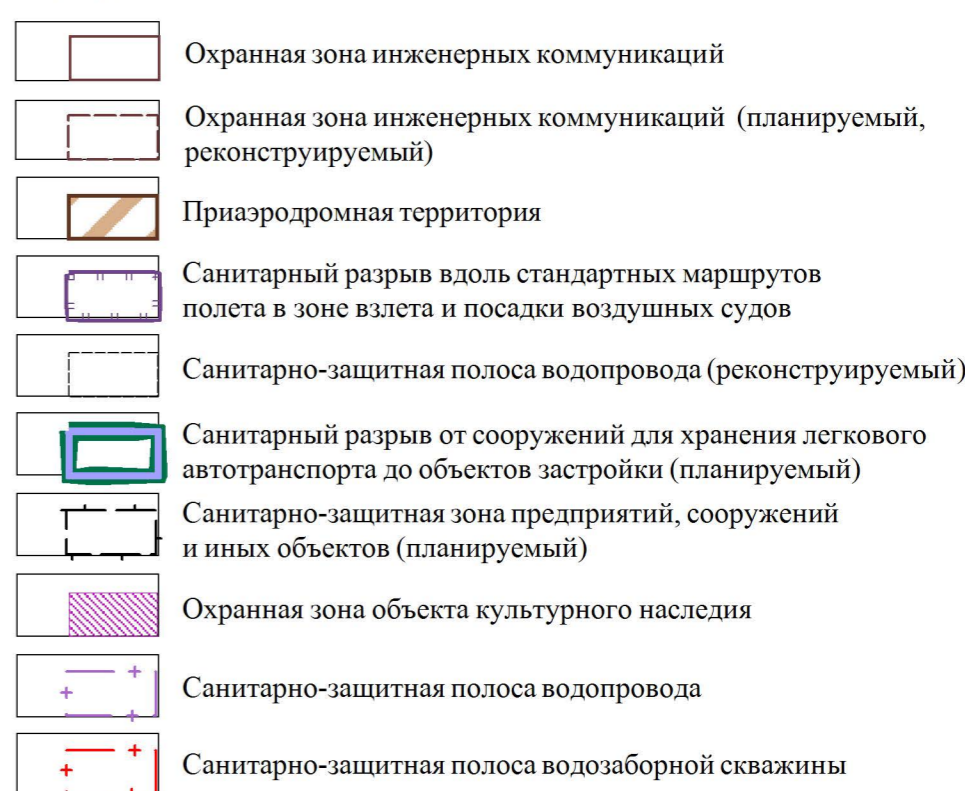 Охранная зона инженерных коммуникаций
Охранная зона инженерных коммуникаций (планируемый,
реконструируемый)
Приаэродромная территория
Санитарный разрыв вдоль стандартных маршрутов
полета в зоне взлета и посадки воздушных судов
Санитарно-защитная полоса водопровода (реконструируемый)
Санитарный разрыв от сооружений для хранения легкового
автотранспорта до объектов застройки (планируемый)
Санитарно-защитная зона предприятий, сооружений
и иных объектов (планируемый)
Охранная зона объекта культурного наследия
Санитарно-защитная полоса водопровода
Санитарно-защитная полоса водозаборной скважины